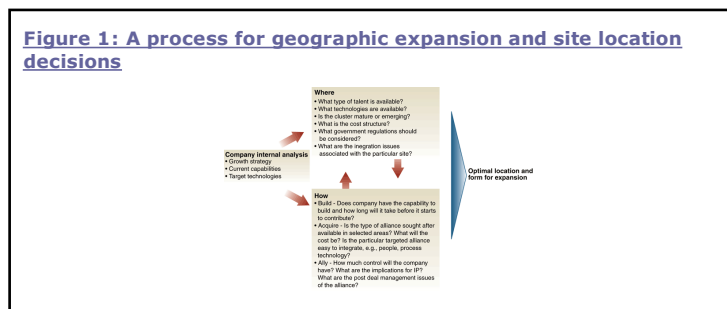 Figure 1: A process for geographic expansion and site location
decisions
Where
• What type of talent is available?
• What technologies are available?
• Is the cluster mature or emerging?
• What is the cost structure?
• What government regulations should
be considered?
• What are the inegration issues
associated with the particular site?
Company internal analysis
• Growth strategy
• Current capabilities
• Target technologies
Optimal location and
form for expansion
How
• Build - Does company have the capability to
build and how long will it take before it starts
to contribute?
• Acquire - Is the type of alliance sought after
available in selected areas? What will the
cost be? Is the particular targeted alliance
easy to integrate, e.g., people, process
technology?
• Ally - How much control will the company
have? What are the implications for IP?
What are the post deal management issues
of the alliance?